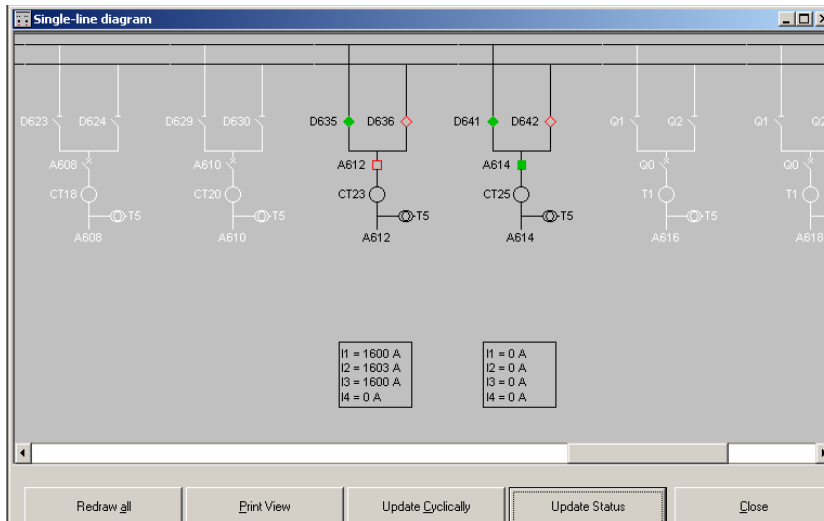 Single-line diagram
D623 D624 D629 D630 D635 D636 D641 D642 Q1 Q2 Q1 Q2
A608 A610 A612 A614 Q0 Q0
CT18 CT20 CT23 CT25 T1 T1
T5 T5 T5 T5 T5
A608 A610 A612 A614 A616 A618
I1 = 1600 A
I2 = 1603 A
I3 = 1600 A
I4 = 0 A
I1 = 0 A
I2 = 0 A
I3 = 0 A
I4 = 0 A
Redraw all Print View Update Cyclically Update Status Close